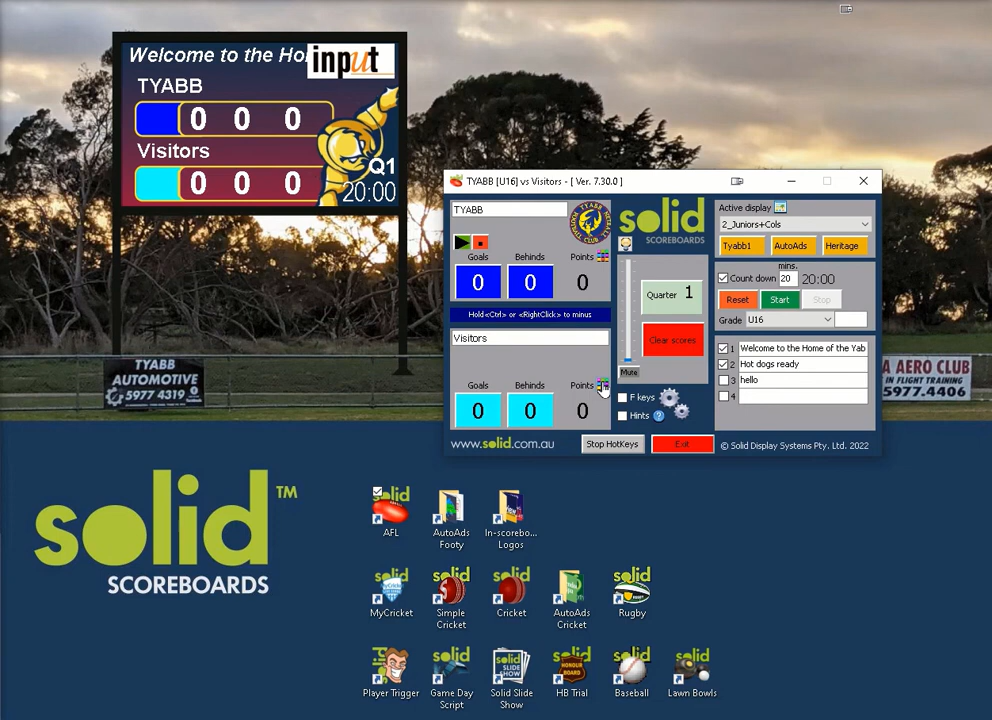 Welcome to the Ho
input
TYABB
0 0 0
Visitors
0 0 0
Q1
20:00
TYABB [U16] vs Visitors - [ Ver. 7.30.0 ]
TYABB
Goals Behinds Points
0 0 0
Hold <Ctrl> or <RightClick> to minus
Visitors
Goals Behinds Points
0 0 0
www.solid.com.au
solid
SCOREBOARDS
Quarter 1
Clear scores
Mute
F keys
Hints ?
Stop HotKeys
Exit
Active display
2_Juniors+Cols
Tyabb1 AutoAds Heritage
mins.
Count down 20 20:00
Reset Start Stop
Grade U16
1 Welcome to the Home of the Yab
2 Hot dogs ready
3 hello
4
© Solid Display Systems Pty. Ltd. 2022
TYABB
AUTOMOTIVE
5977 4319
A AERO CLUB
IN FLIGHT TRAINING
5977.4406
solid™
SCOREBOARDS
AFL
AutoAds
Footy
In-scorebo...
Logos
MyCricket
Simple
Cricket
Cricket
AutoAds
Cricket
Rugby
Player Trigger
Game Day
Script
Solid Slide
Show
HB Trial
Baseball
Lawn Bowls